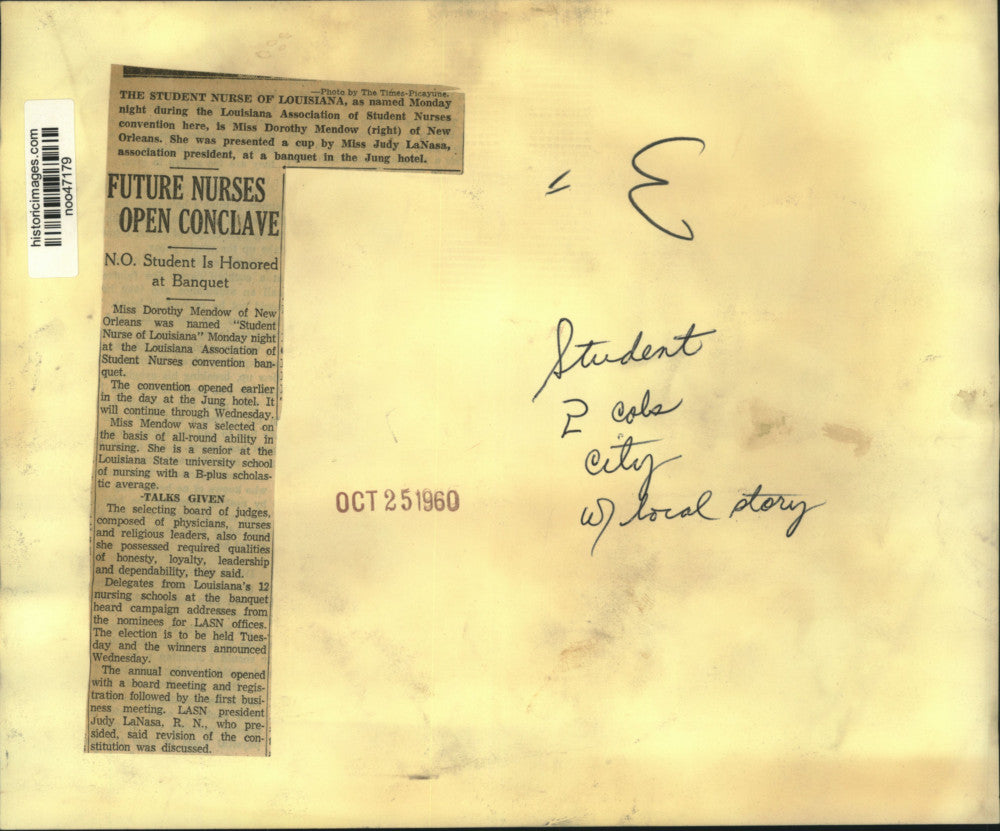 historicimages.com
noo47179
—Photo by The Times-Picayune.
THE STUDENT NURSE OF LOUISIANA, as named Monday
night during the Louisiana Association of Student Nurses
convention here, is Miss Dorothy Mendow (right) of New
Orleans. She was presented a cup by Miss Judy LaNasa,
association president, at a banquet in the Jung hotel.
FUTURE NURSES
OPEN CONCLAVE
N.O. Student Is Honored
at Banquet
Miss Dorothy Mendow of New
Orleans was named "Student
Nurse of Louisiana" Monday night
at the Louisiana Association of
Student Nurses convention ban-
quet.
The convention opened earlier
in the day at the Jung hotel. It
will continue through Wednesday.
Miss Mendow was selected on
the basis of all-round ability in
nursing. She is a senior at the
Louisiana State university school
of nursing with a B-plus scholas-
tic average.
-TALKS GIVEN
The selecting board of judges,
composed of physicians, nurses
and religious leaders, also found
she possessed required qualities
of honesty, loyalty, leadership
and dependability, they said.
Delegates from Louisiana's 12
nursing schools at the banquet
heard campaign addresses from
the nominees for LASN offices.
The election is to be held Tues-
day and the winners announced
Wednesday.
The annual convention opened
with a board meeting and regis-
tration followed by the first busi-
ness meeting. LASN president
Judy LaNasa, R. N., who pre-
sided, said revision of the con-
stitution was discussed.
OCT 25 1960
E
Student
2 cols
city
w/ local story